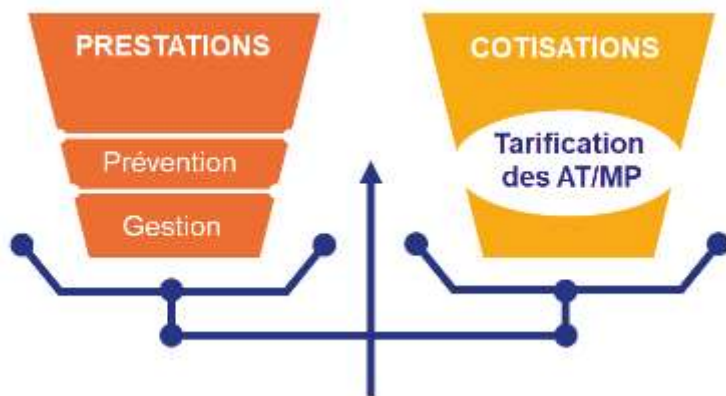 PRESTATIONS
Prévention
Gestion
COTISATIONS
Tarification
des AT/MP